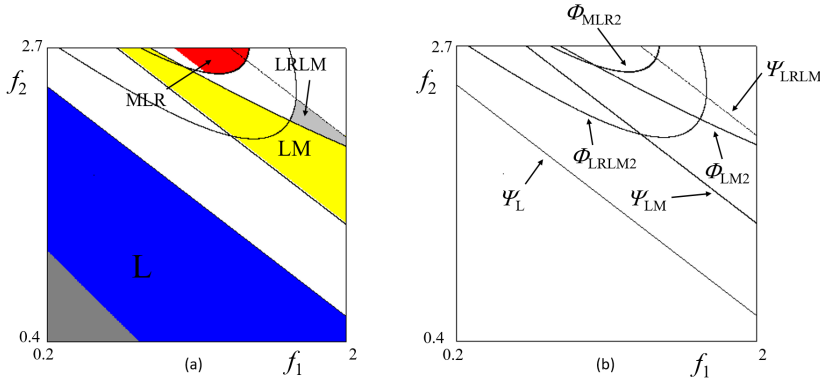 2.7
f2
MLR
LRLM
LM
L
0.4
0.2
(a)
f1
2
2.7
f2
ΦMLR2
ΨLRLM
ΦLRLM2
ΦLM2
ΨL
ΨLM
0.4
0.2
(b)
f1
2